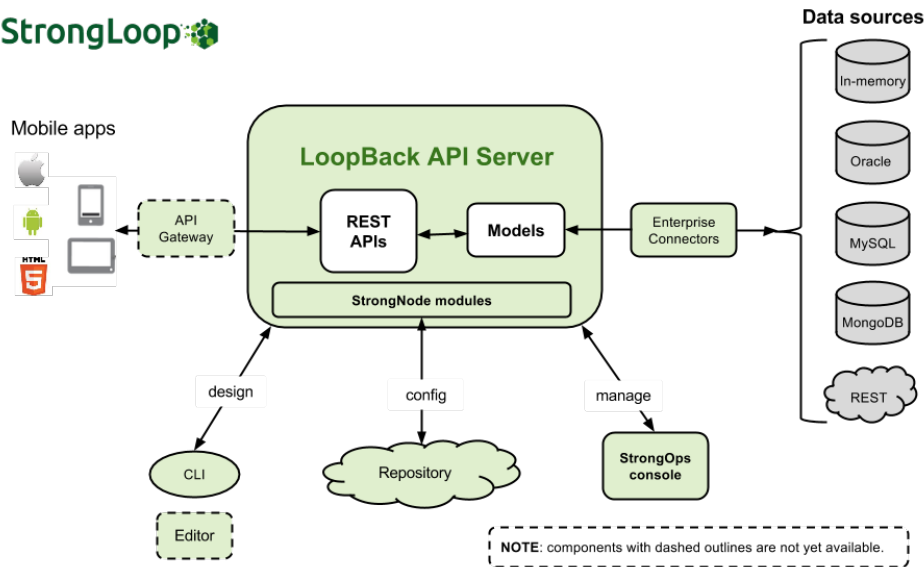 StrongLoop
Data sources
In-memory
Mobile apps
LoopBack API Server
Oracle
API
Gateway
REST
APIs
Models
Enterprise
Connectors
MySQL
HTML
5
StrongNode modules
MongoDB
design
config
manage
REST
CLI
Repository
StrongOps
console
Editor
NOTE: components with dashed outlines are not yet available.